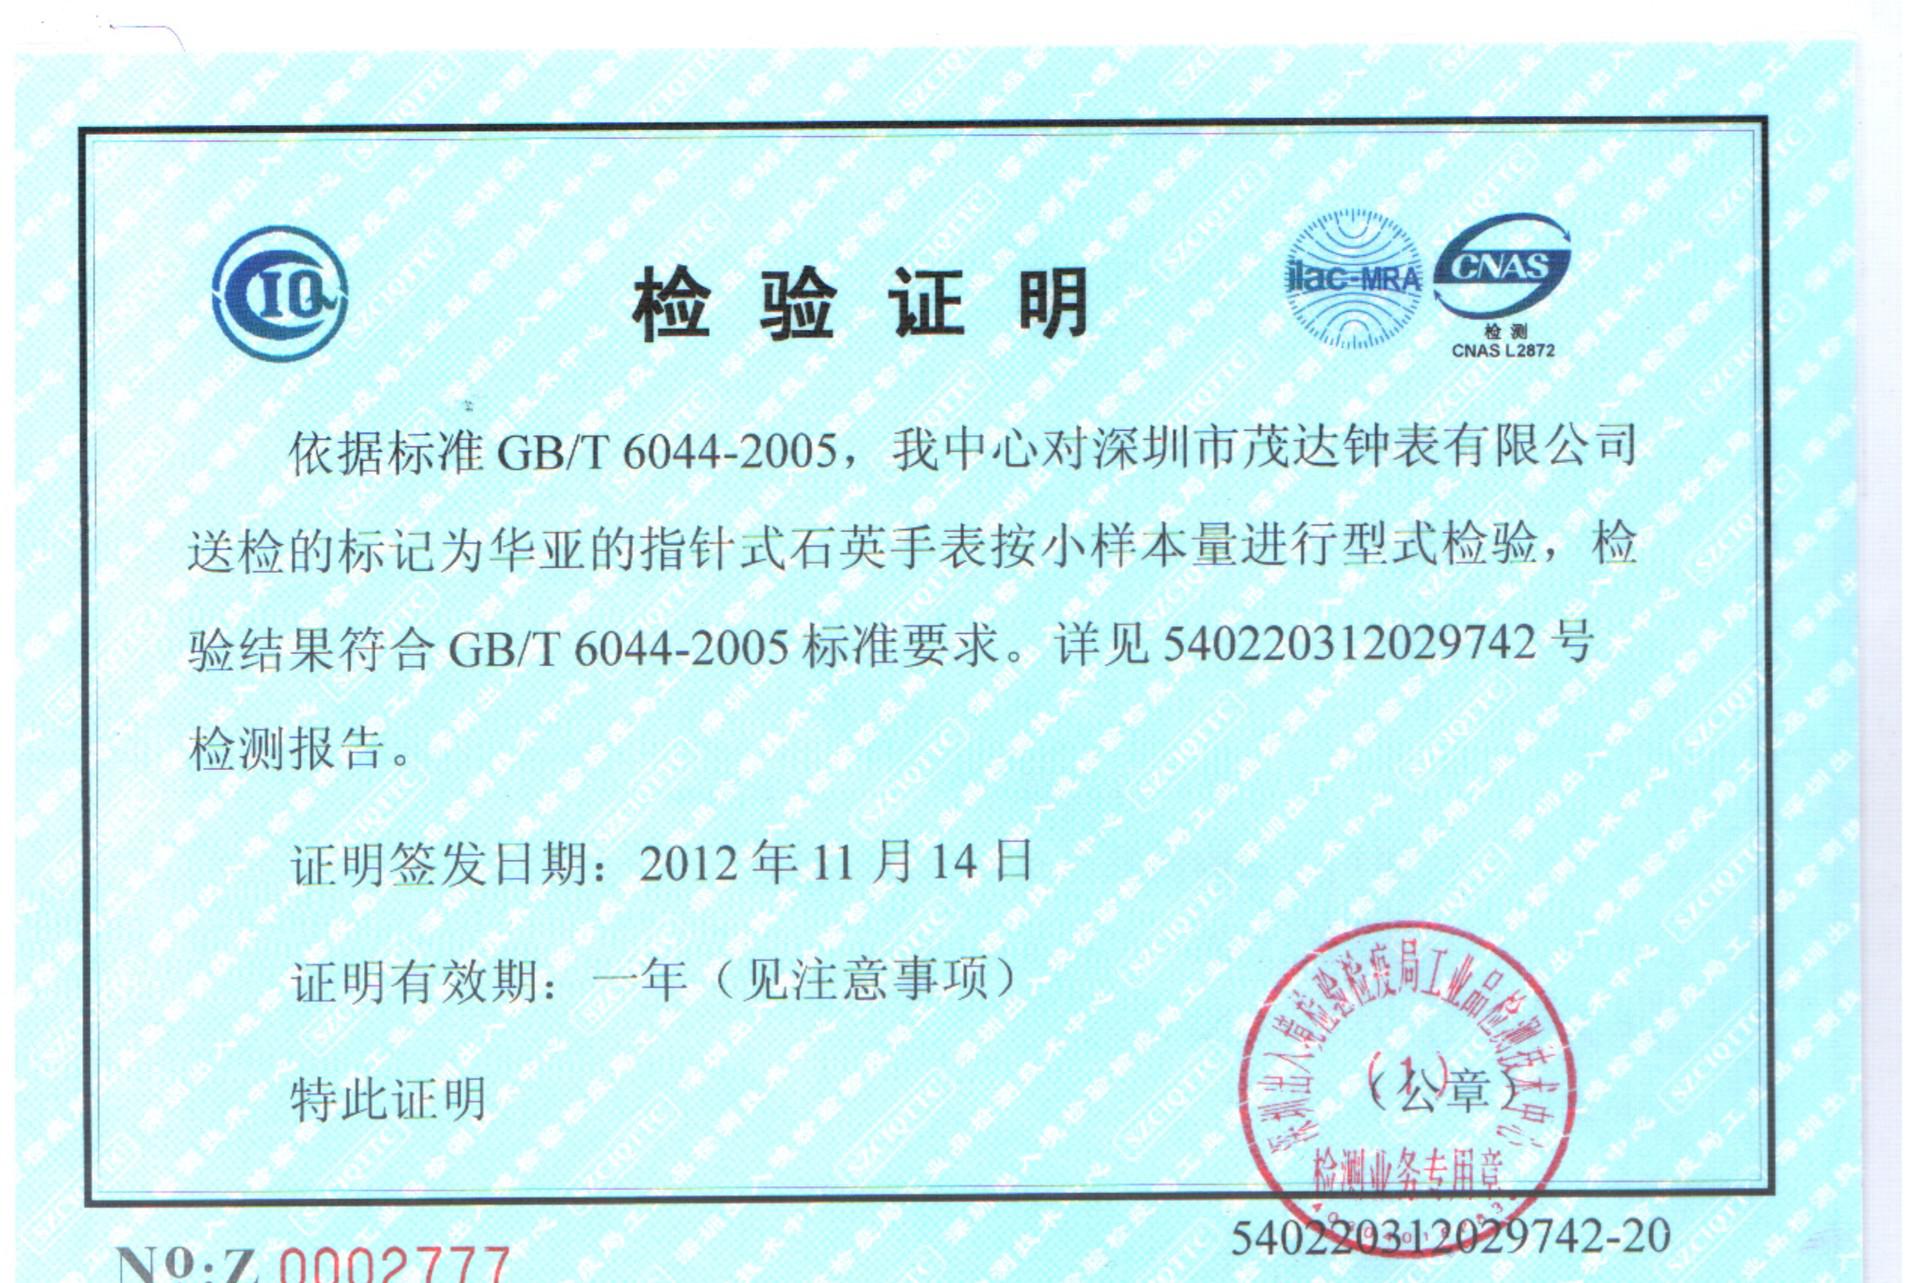 CIQ
检验证明
ilac-MRA
CNAS
检测
CNAS L2872
依据标准 GB/T 6044-2005，我中心对深圳市茂达钟表有限公司
送检的标记为华亚的指针式石英手表按小样本量进行型式检验，检
验结果符合 GB/T 6044-2005 标准要求。详见 540220312029742 号
检测报告。
证明签发日期：2012 年 11 月 14 日
证明有效期：一年（见注意事项）
特此证明
深圳出入境检验检疫局工业品检测技术中心
(1)
（公章）
检测业务专用章
540220312029742-20
No:Z 0002777